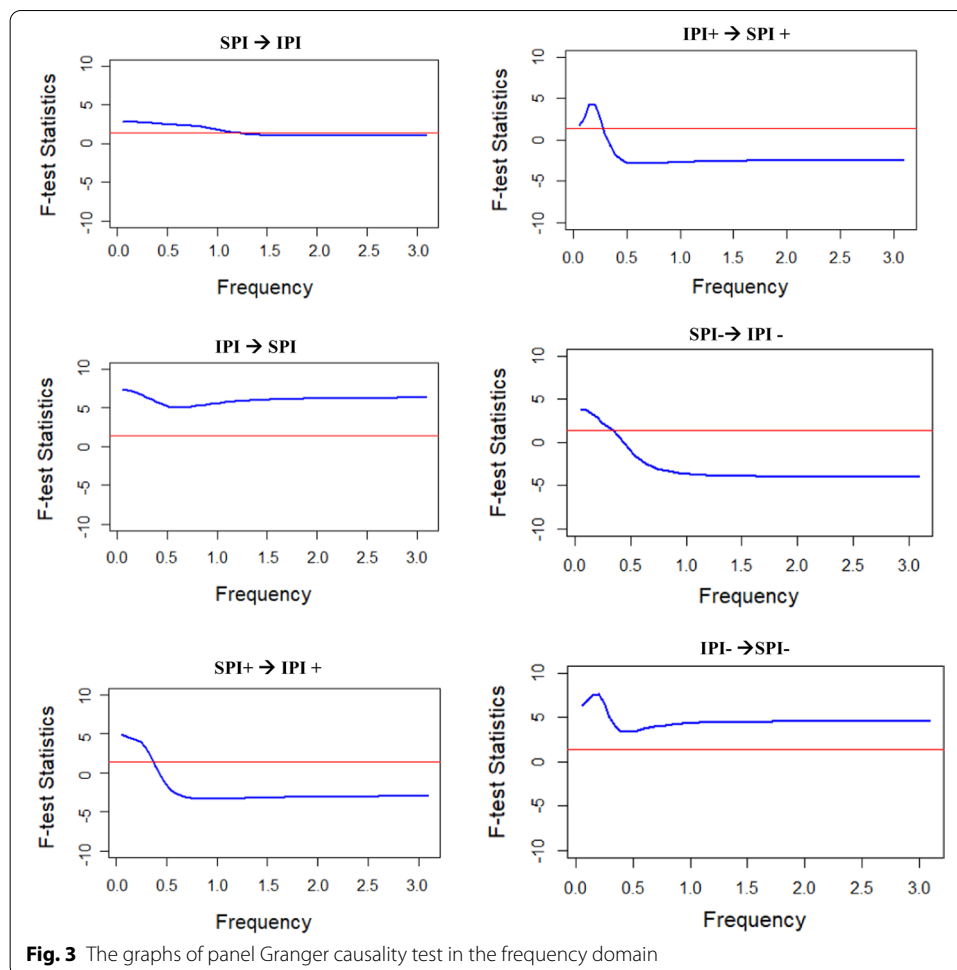 SPI → IPI
F-test Statistics
10
5
0
-5
-10
0.0 0.5 1.0 1.5 2.0 2.5 3.0
Frequency
IPI+ → SPI +
F-test Statistics
10
5
0
-5
-10
0.0 0.5 1.0 1.5 2.0 2.5 3.0
Frequency
IPI → SPI
F-test Statistics
10
5
0
-5
-10
0.0 0.5 1.0 1.5 2.0 2.5 3.0
Frequency
SPI-→ IPI -
F-test Statistics
10
5
0
-5
-10
0.0 0.5 1.0 1.5 2.0 2.5 3.0
Frequency
SPI+ → IPI +
F-test Statistics
10
5
0
-5
-10
0.0 0.5 1.0 1.5 2.0 2.5 3.0
Frequency
IPI- →SPI-
F-test Statistics
10
5
0
-5
-10
0.0 0.5 1.0 1.5 2.0 2.5 3.0
Frequency
Fig. 3 The graphs of panel Granger causality test in the frequency domain